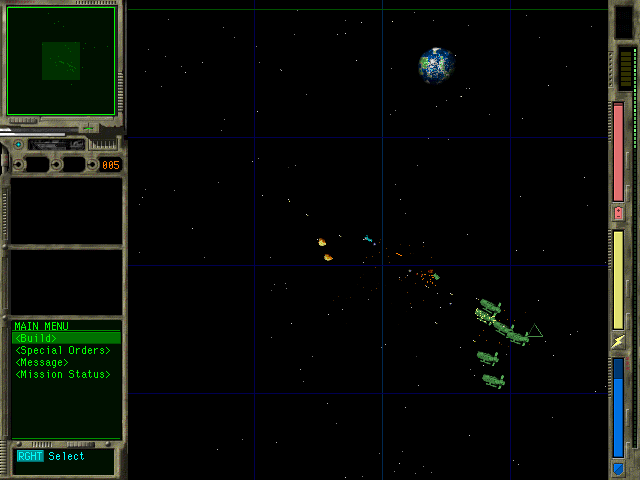 005
MAIN MENU
<Build>
<Special Orders>
<Message>
<Mission Status>
RGHT Select